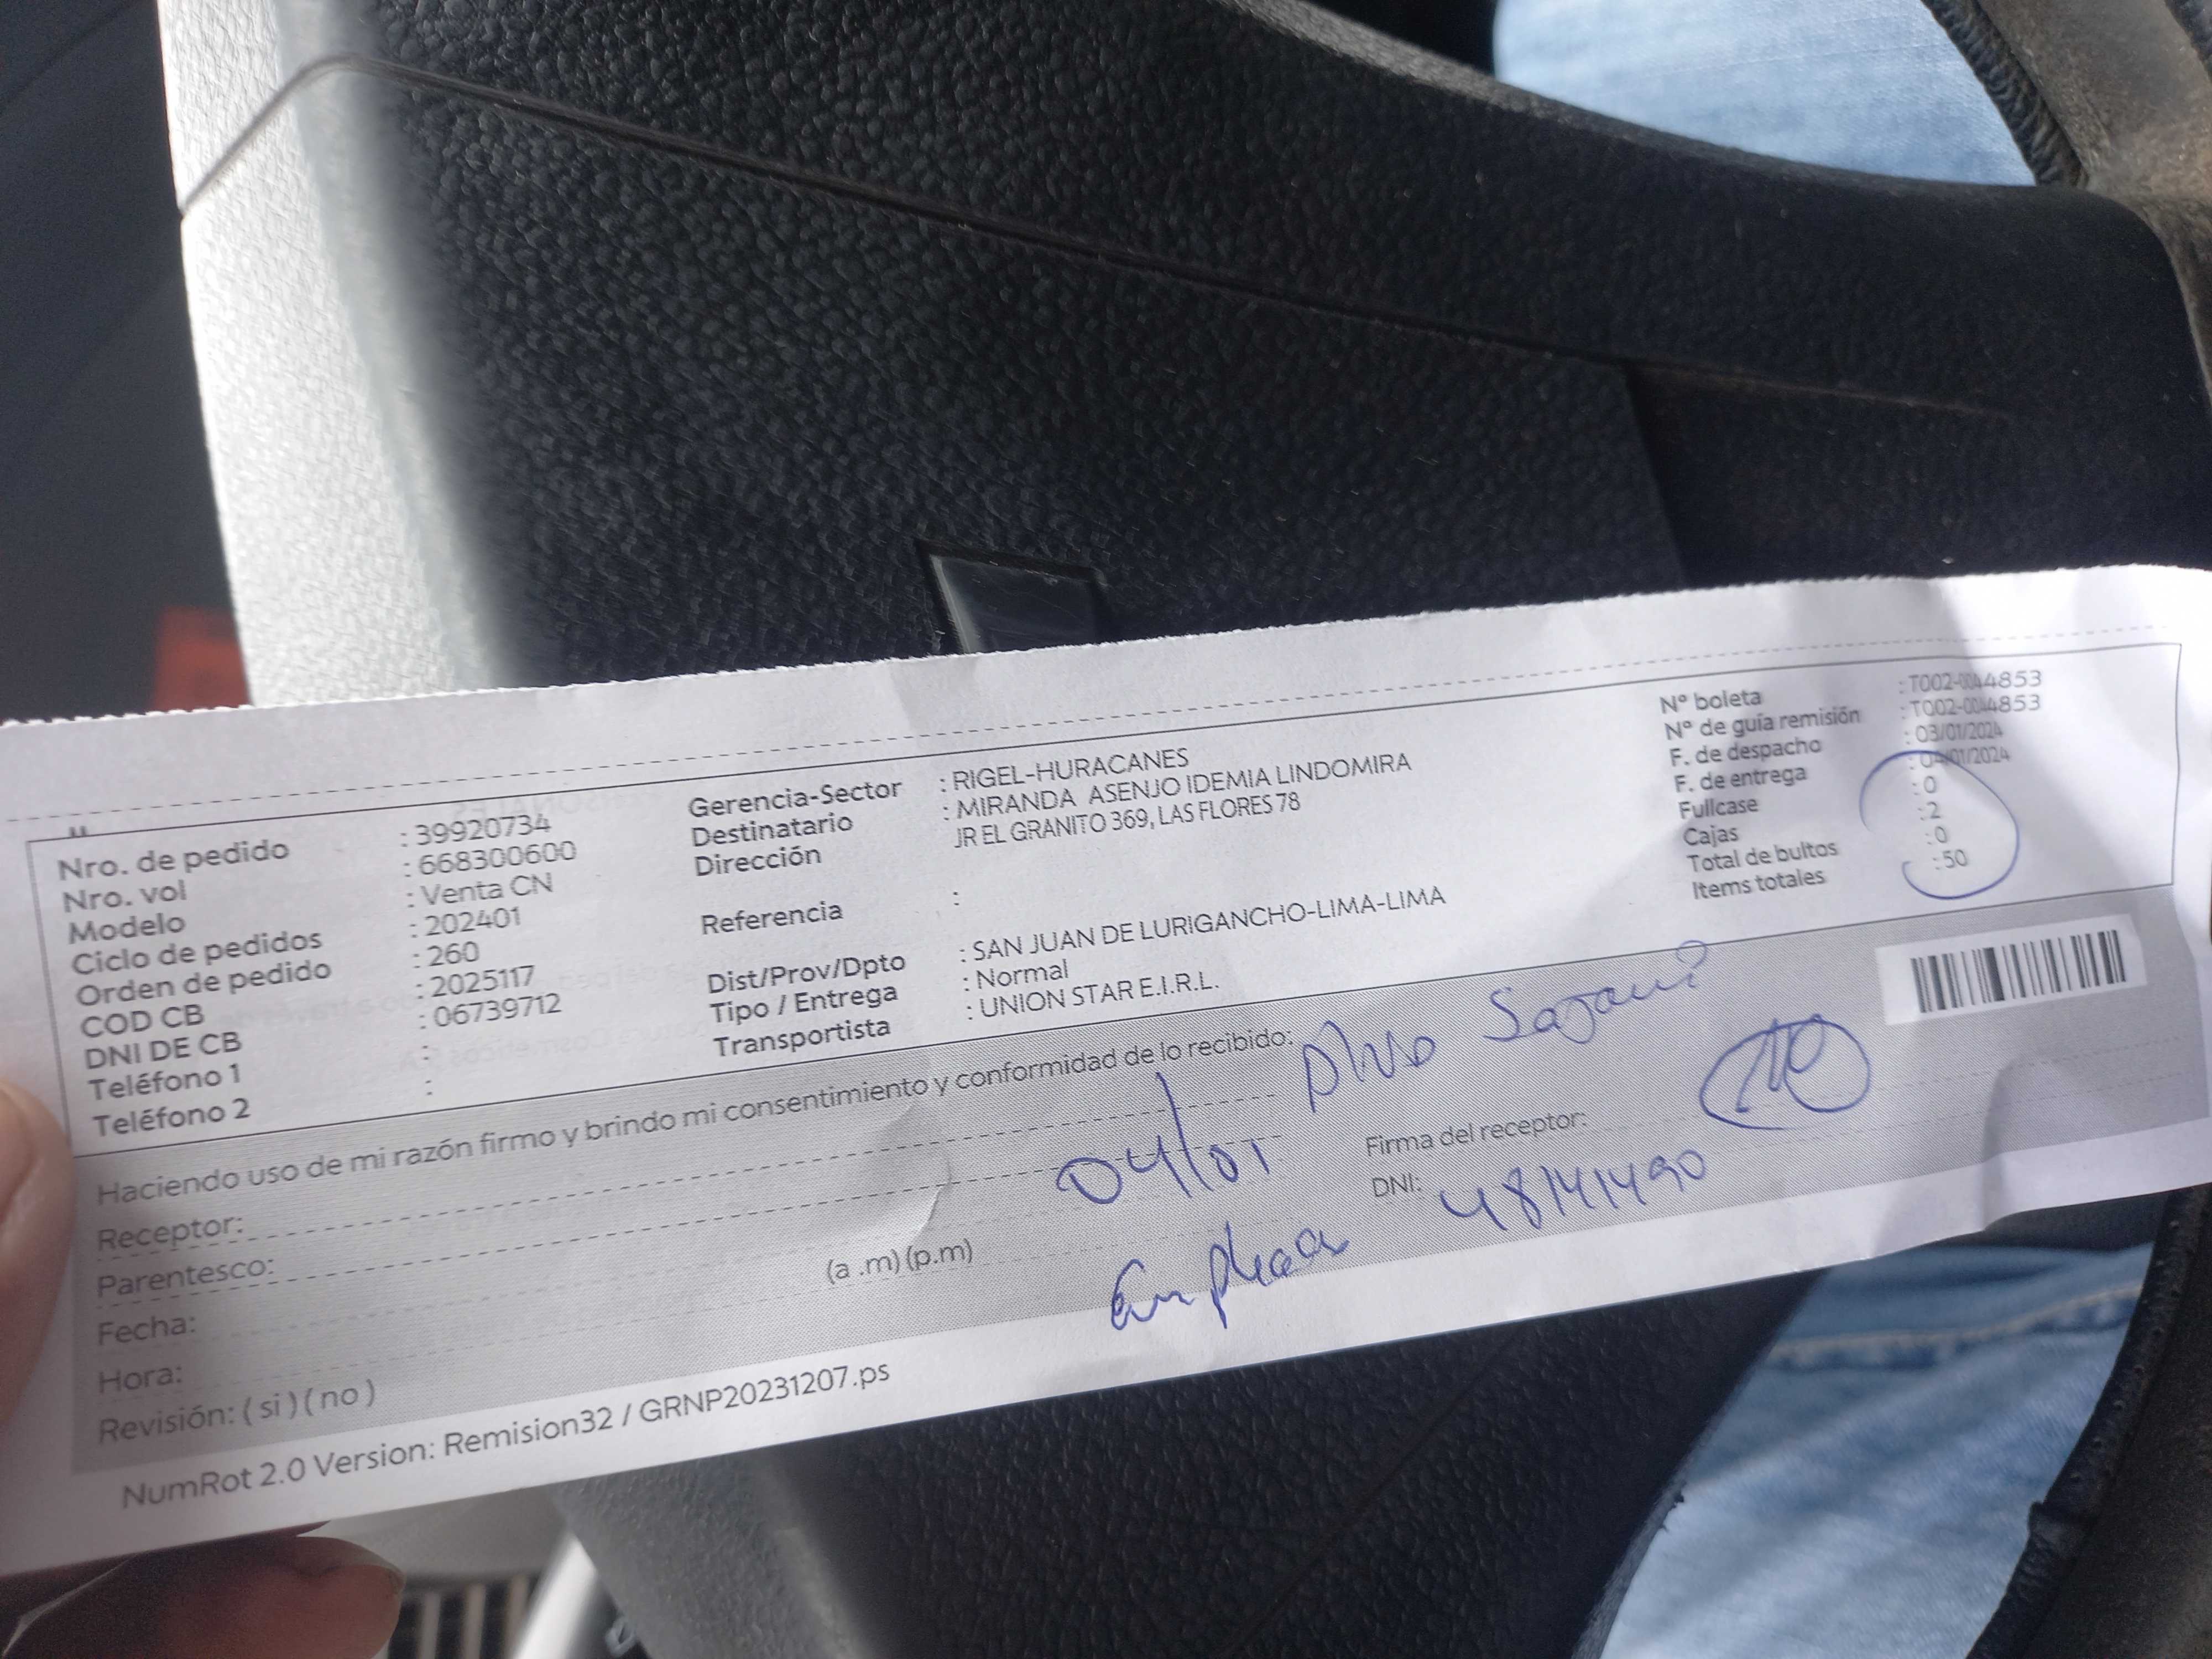 Nro. de pedido : 39920734
Nro. vol : 668300600
Modelo : Venta CN
Ciclo de pedidos : 202401
Orden de pedido : 260
COD CB : 2025117
DNI DE CB : 06739712
Teléfono 1 :
Teléfono 2 :
Gerencia-Sector : RIGEL-HURACANES
Destinatario : MIRANDA ASENJO IDEMIA LINDOMIRA
Dirección JR EL GRANITO 369, LAS FLORES 78
Referencia :
Dist/Prov/Dpto : SAN JUAN DE LURIGANCHO-LIMA-LIMA
Tipo / Entrega : Normal
Transportista : UNION STAR E.I.R.L.
Nº boleta : T002-0044853
Nº de guía remisión : T002-0044853
F. de despacho : 03/01/2024
F. de entrega : 04/01/2024
Fullcase : 0
Cajas : 2
Total de bultos : 0
Items totales : 50
Haciendo uso de mi razón firmo y brindo mi consentimiento y conformidad de lo recibido:
Receptor:
Parentesco:
Fecha: 04/01
Hora: (a .m) (p.m)
Revisión: ( si ) ( no )
Firma del receptor:
DNI: 48141490
NumRot 2.0 Version: Remision32 / GRNP20231207.ps